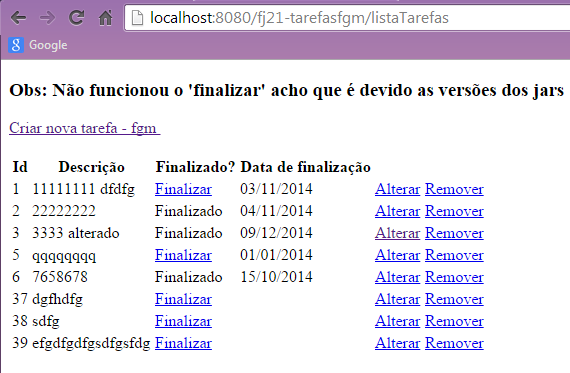 localhost:8080/fj21-tarefasfgm/listaTarefas
8 Google
Obs: Não funcionou o 'finalizar' acho que é devido as versões dos jars
Criar nova tarefa - fgm
Id Descrição Finalizado? Data de finalização
1 11111111 dfdfg Finalizar 03/11/2014 Alterar Remover
2 22222222 Finalizado 04/11/2014 Alterar Remover
3 3333 alterado Finalizado 09/12/2014 Alterar Remover
5 qqqqqqqq Finalizar 01/01/2014 Alterar Remover
6 7658678 Finalizado 15/10/2014 Alterar Remover
37 dgfhdfg Finalizar Alterar Remover
38 sdfg Finalizar Alterar Remover
39 efgdfgdfgsdfgsfdg Finalizar Alterar Remover